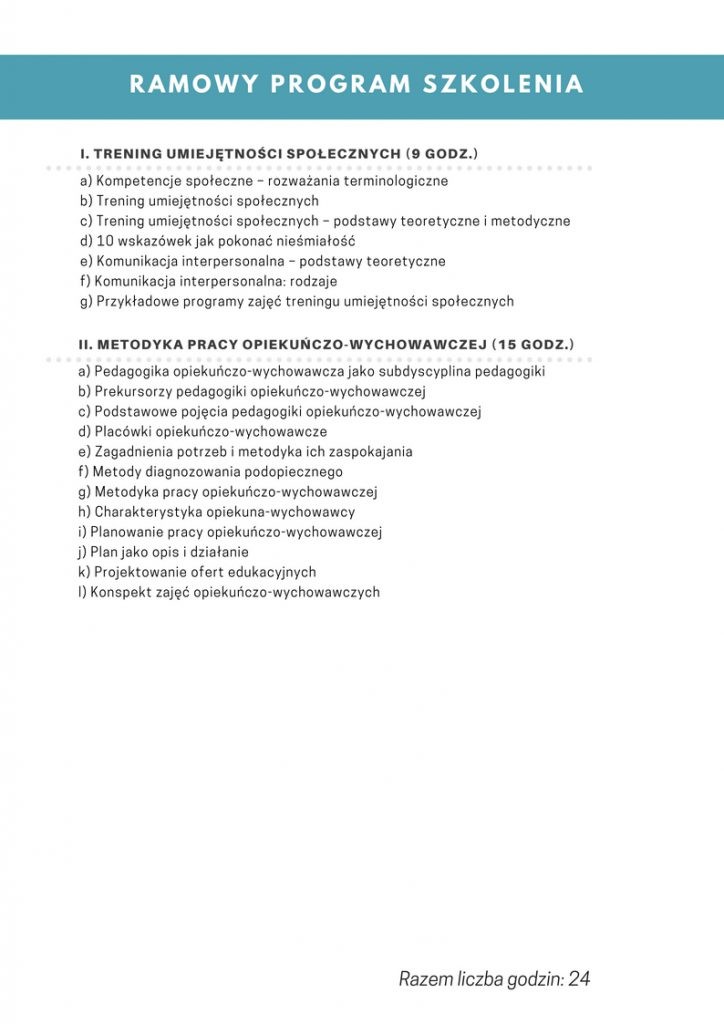 RAMOWY PROGRAM SZKOLENIA
I. TRENING UMIEJĘTNOŚCI SPOŁECZNYCH (9 GODZ.)
a) Kompetencje społeczne – rozważania terminologiczne
b) Trening umiejętności społecznych
c) Trening umiejętności społecznych – podstawy teoretyczne i metodyczne
d) 10 wskazówek jak pokonać nieśmiałość
e) Komunikacja interpersonalna – podstawy teoretyczne
f) Komunikacja interpersonalna: rodzaje
g) Przykładowe programy zajęć treningu umiejętności społecznych
II. METODYKA PRACY OPIEKUŃCZO-WYCHOWAWCZEJ (15 GODZ.)
a) Pedagogika opiekuńczo-wychowawcza jako subdyscyplina pedagogiki
b) Prekursorzy pedagogiki opiekuńczo-wychowawczej
c) Podstawowe pojęcia pedagogiki opiekuńczo-wychowawczej
d) Placówki opiekuńczo-wychowawcze
e) Zagadnienia potrzeb i metodyka ich zaspokajania
f) Metody diagnozowania podopiecznego
g) Metodyka pracy opiekuńczo-wychowawczej
h) Charakterystyka opiekuna-wychowawcy
i) Planowanie pracy opiekuńczo-wychowawczej
j) Plan jako opis i działanie
k) Projektowanie ofert edukacyjnych
l) Konspekt zajęć opiekuńczo-wychowawczych
Razem liczba godzin: 24